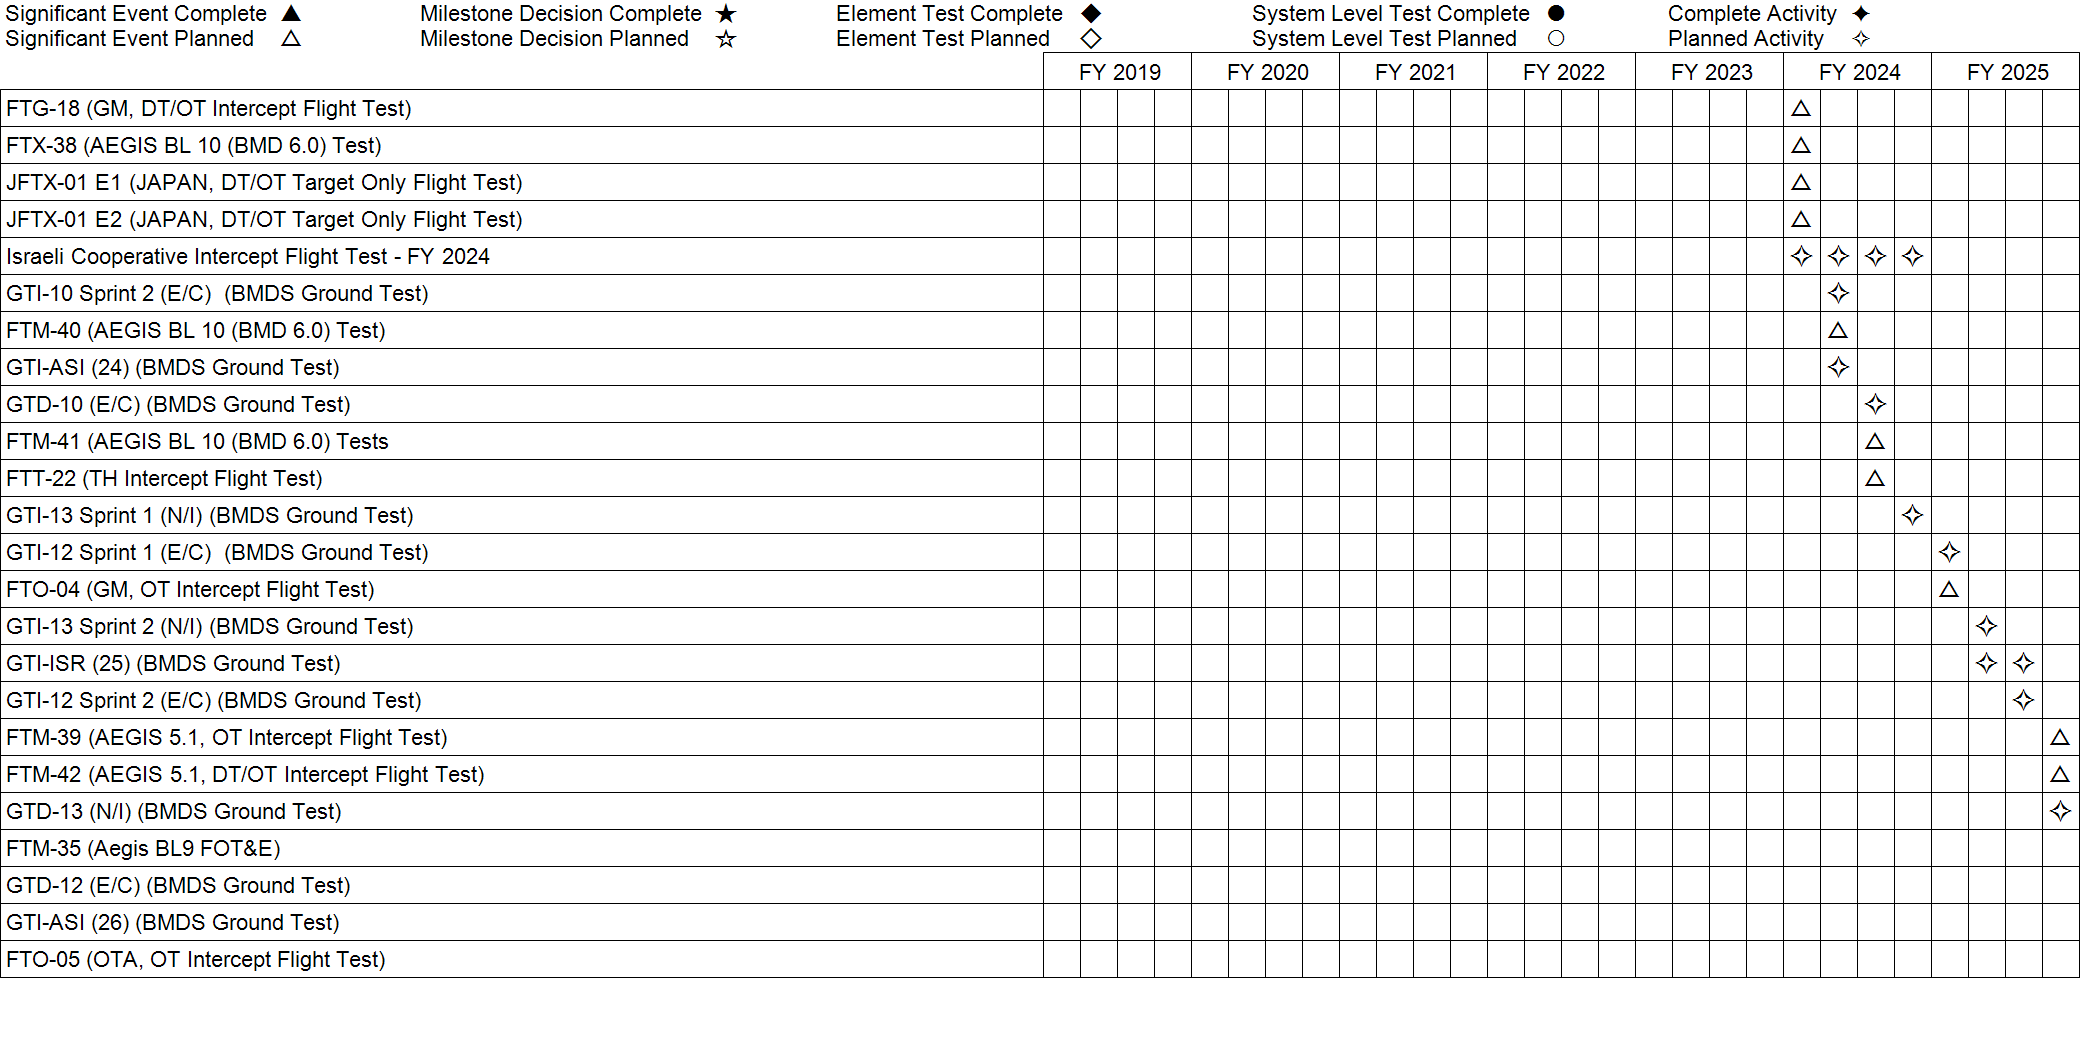 Significant Event Complete ▲ Milestone Decision Complete ★ Element Test Complete ◆ System Level Test Complete ● Complete Activity ✦
Significant Event Planned △ Milestone Decision Planned ☆ Element Test Planned ◇ System Level Test Planned ○ Planned Activity ✧
FY 2019 FY 2020 FY 2021 FY 2022 FY 2023 FY 2024 FY 2025
FTG-18 (GM, DT/OT Intercept Flight Test) △
FTX-38 (AEGIS BL 10 (BMD 6.0) Test) △
JFTX-01 E1 (JAPAN, DT/OT Target Only Flight Test) △
JFTX-01 E2 (JAPAN, DT/OT Target Only Flight Test) △
Israeli Cooperative Intercept Flight Test - FY 2024 ✧ ✧ ✧ ✧
GTI-10 Sprint 2 (E/C)  (BMDS Ground Test) ✧
FTM-40 (AEGIS BL 10 (BMD 6.0) Test) △
GTI-ASI (24) (BMDS Ground Test) ✧
GTD-10 (E/C) (BMDS Ground Test) ✧
FTM-41 (AEGIS BL 10 (BMD 6.0) Tests △
FTT-22 (TH Intercept Flight Test) △
GTI-13 Sprint 1 (N/I) (BMDS Ground Test) ✧
GTI-12 Sprint 1 (E/C)  (BMDS Ground Test) ✧
FTO-04 (GM, OT Intercept Flight Test) △
GTI-13 Sprint 2 (N/I) (BMDS Ground Test) ✧
GTI-ISR (25) (BMDS Ground Test) ✧ ✧
GTI-12 Sprint 2 (E/C) (BMDS Ground Test) ✧
FTM-39 (AEGIS 5.1, OT Intercept Flight Test) △
FTM-42 (AEGIS 5.1, DT/OT Intercept Flight Test) △
GTD-13 (N/I) (BMDS Ground Test) ✧
FTM-35 (Aegis BL9 FOT&E)
GTD-12 (E/C) (BMDS Ground Test)
GTI-ASI (26) (BMDS Ground Test)
FTO-05 (OTA, OT Intercept Flight Test)